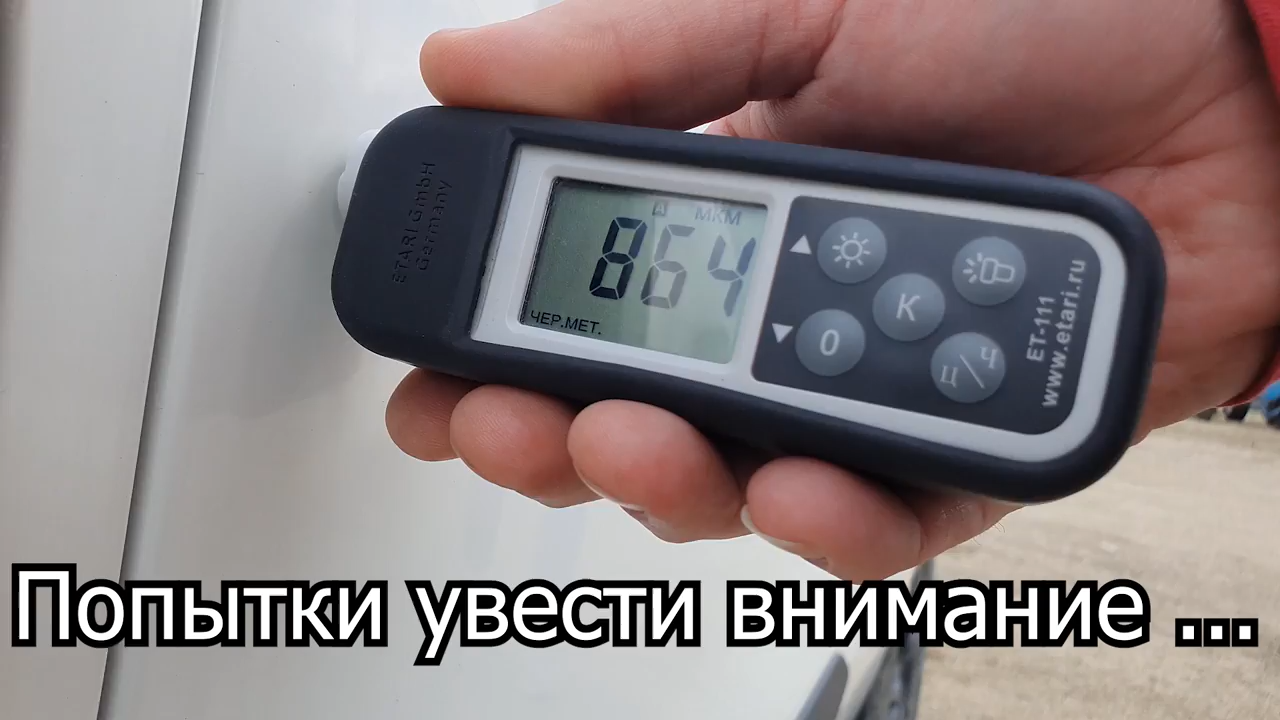 ETARI GmbH
Germany
А МКМ
864
ЧЕР.МЕТ.
К
0
Ц/Ч
ET-111
www.etari.ru
Попытки увести внимание ...